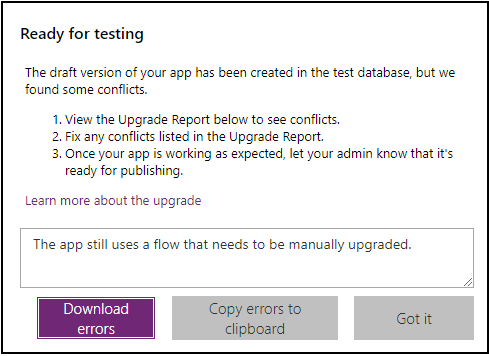 Ready for testing
The draft version of your app has been created in the test database, but we
found some conflicts.
1. View the Upgrade Report below to see conflicts.
2. Fix any conflicts listed in the Upgrade Report.
3. Once your app is working as expected, let your admin know that it's
ready for publishing.
Learn more about the upgrade
The app still uses a flow that needs to be manually upgraded.
Download
errors
Copy errors to
clipboard
Got it